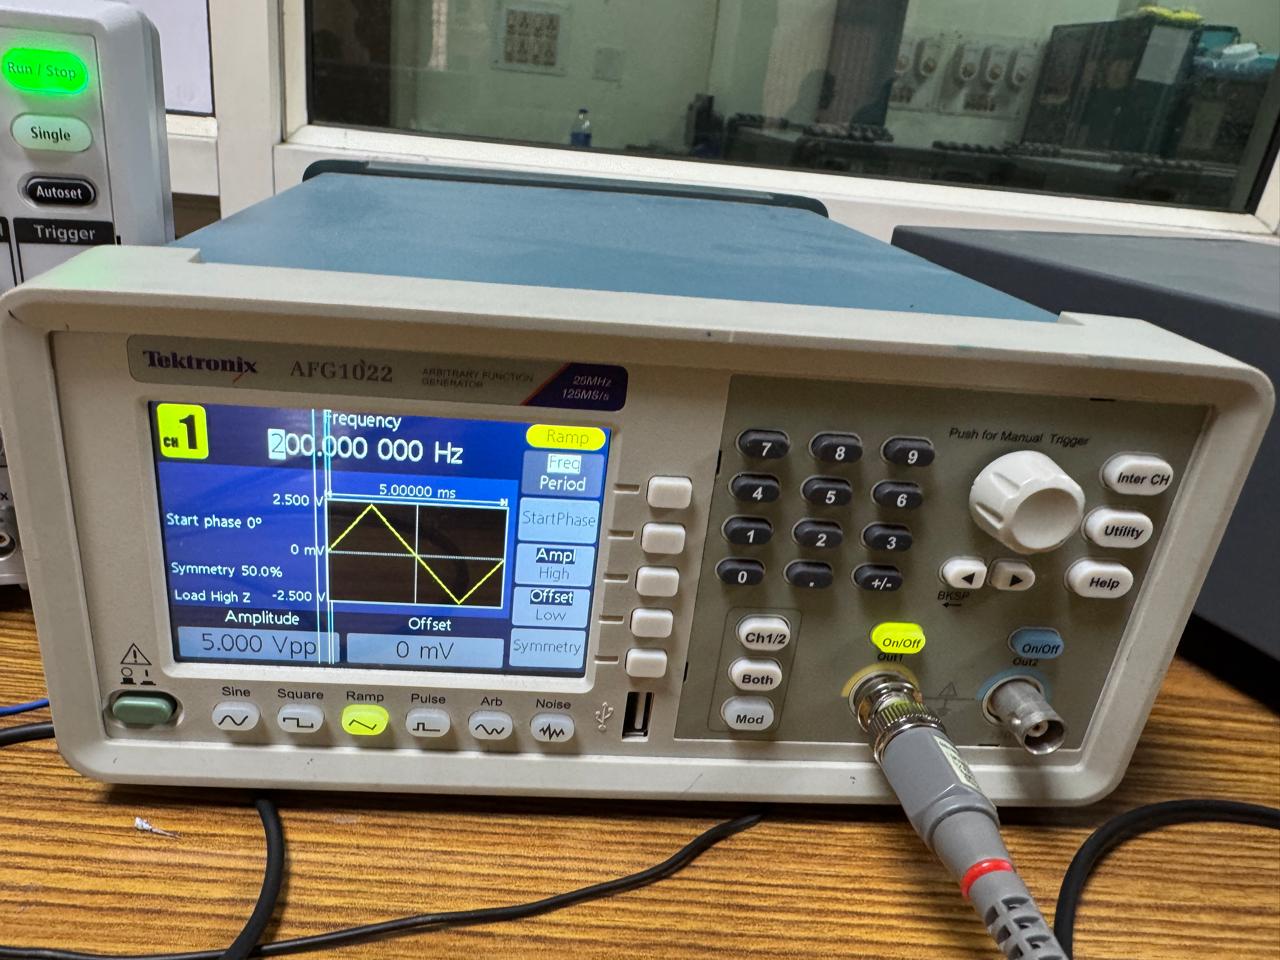 Run / Stop
Single
Autoset
Trigger
Tektronix AFG1022
ARBITRARY FUNCTION
GENERATOR
25MHz
125MS/s
CH 1
Frequency
200.000 000 Hz
Ramp
Freq
Period
StartPhase
Ampl
High
Offset
Low
Symmetry
5.00000 ms
2.500 V
Start phase 0°
0 mV
Symmetry 50.0%
Load High Z
-2.500 V
Amplitude
5.000 Vpp
Offset
0 mV
Sine
Square
Ramp
Pulse
Arb
Noise
7 8 9
4 5 6
1 2 3
0 . +/-
Push for Manual Trigger
Inter CH
Utility
Help
BKSP
Ch1/2
Both
Mod
On/Off
Out1
On/Off
Out2